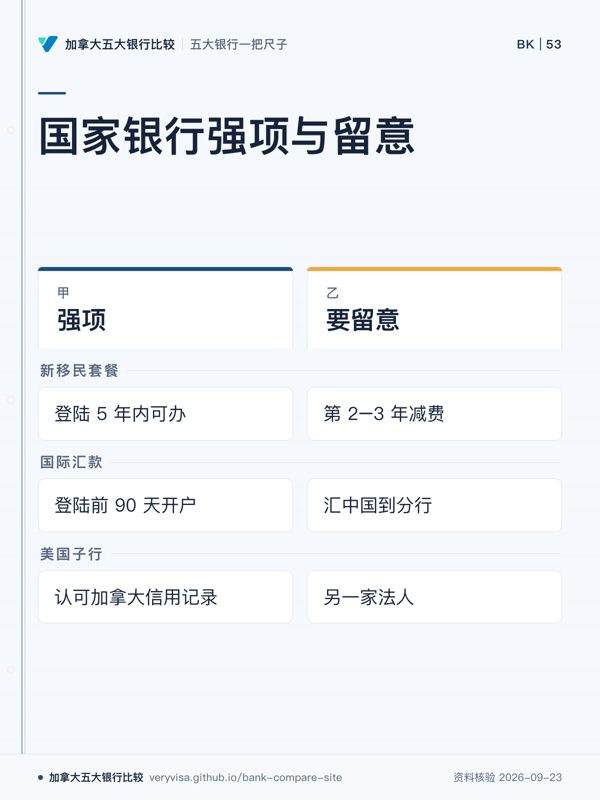 加拿大五大银行比较 | 五大银行一把尺子
BK | 53
国家银行强项与留意
甲
强项
乙
要留意
新移民套餐
登陆 5 年内可办
第 2—3 年减费
国际汇款
登陆前 90 天开户
汇中国到分行
美国子行
认可加拿大信用记录
另一家法人
加拿大五大银行比较 veryvisa.github.io/bank-compare-site
资料核验 2026-09-23